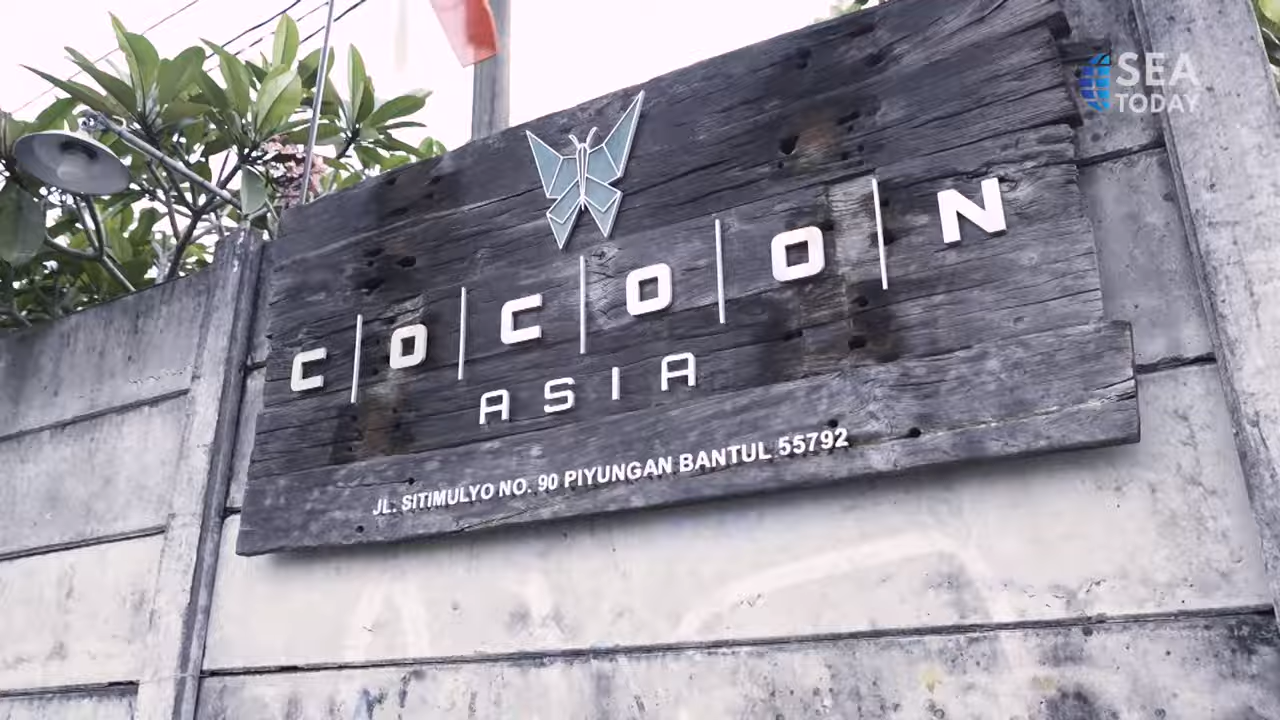 SEA
TODAY
COCOON
ASIA
JL. SITIMULYO NO. 90 PIYUNGAN BANTUL 55792